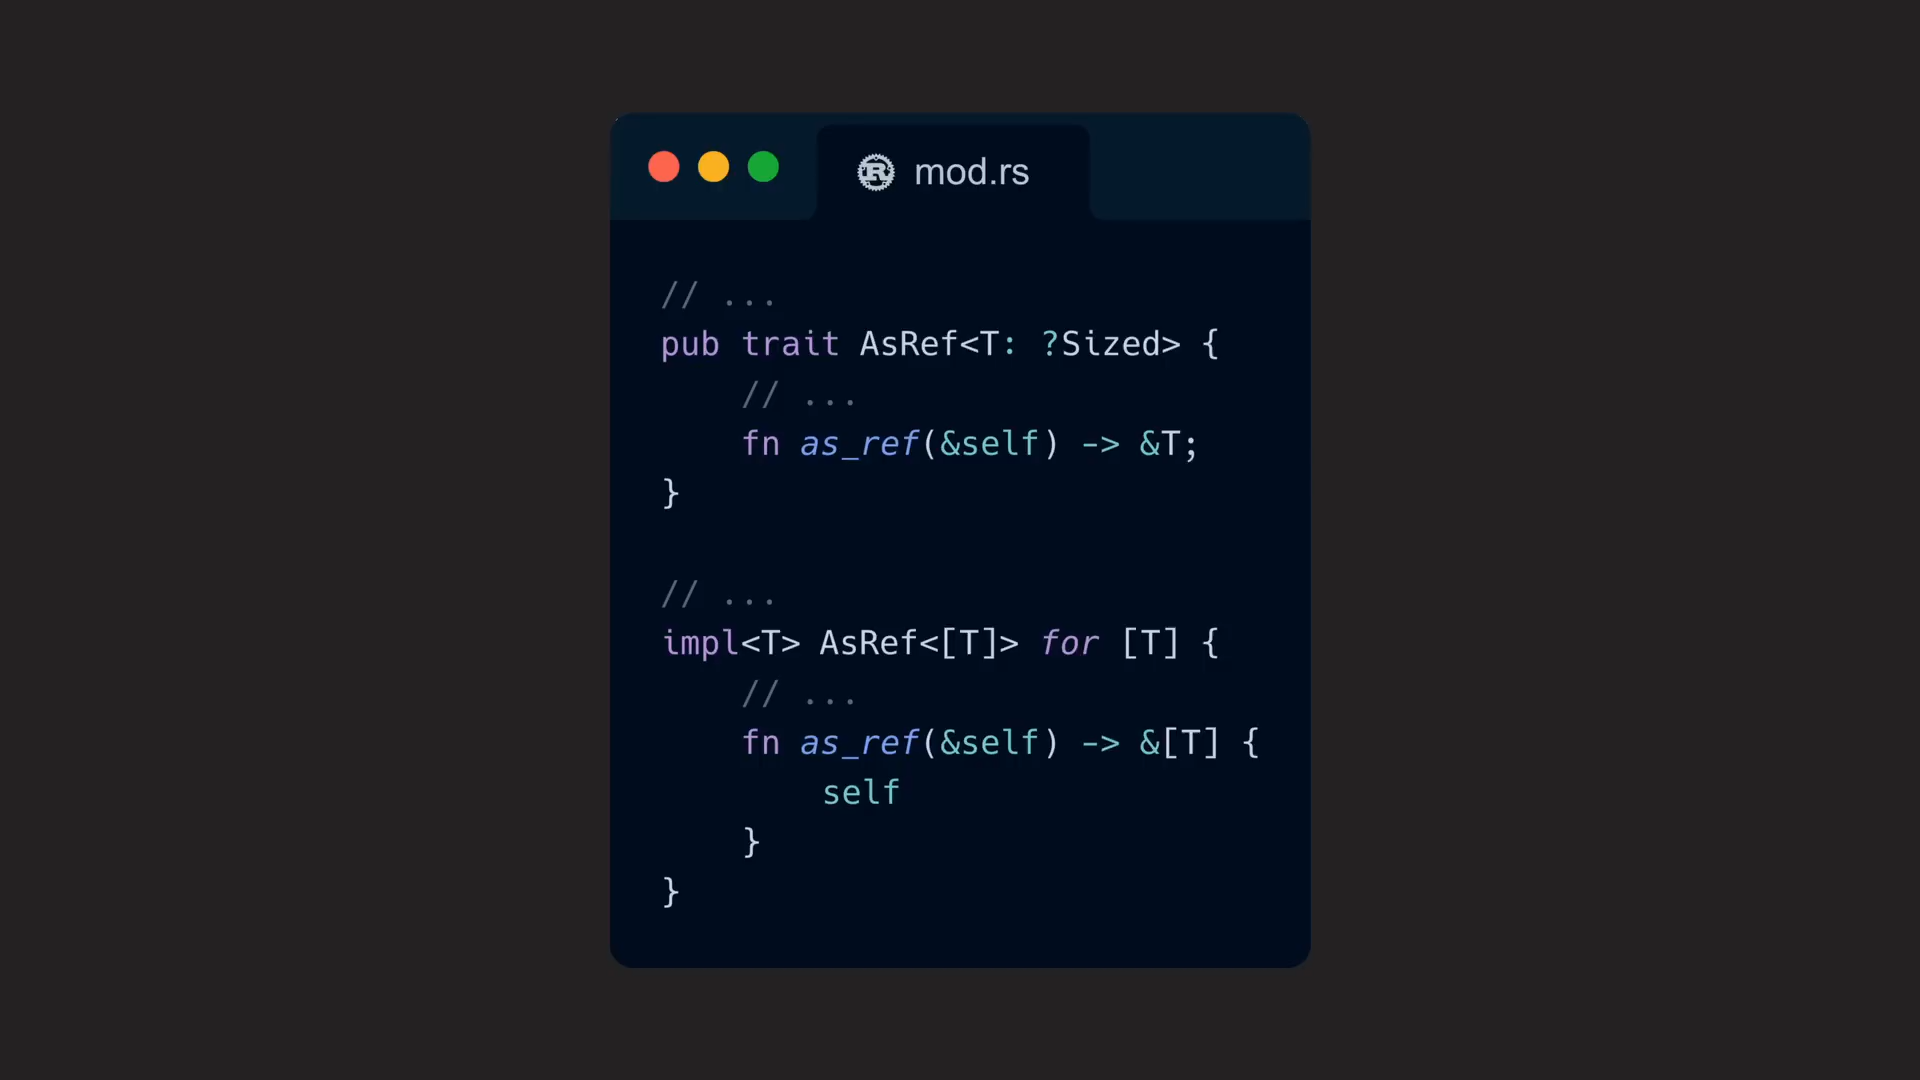 mod.rs
// ...
pub trait AsRef<T: ?Sized> {
    // ...
    fn as_ref(&self) -> &T;
}

// ...
impl<T> AsRef<[T]> for [T] {
    // ...
    fn as_ref(&self) -> &[T] {
        self
    }
}